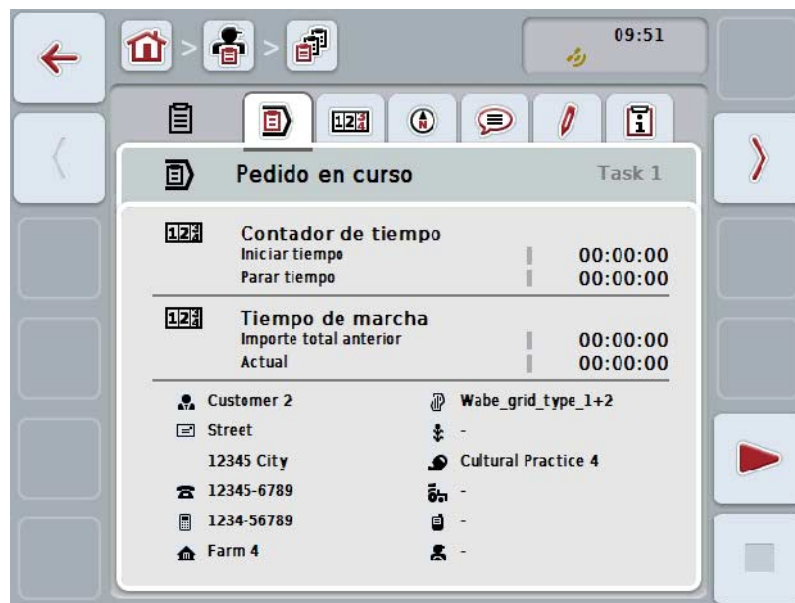 09:51
Pedido en curso Task 1
Contador de tiempo
Iniciar tiempo 00:00:00
Parar tiempo 00:00:00
Tiempo de marcha
Importe total anterior 00:00:00
Actual 00:00:00
Customer 2 Wabe_grid_type_1+2
Street -
12345 City Cultural Practice 4
12345-6789 -
1234-56789 -
Farm 4 -